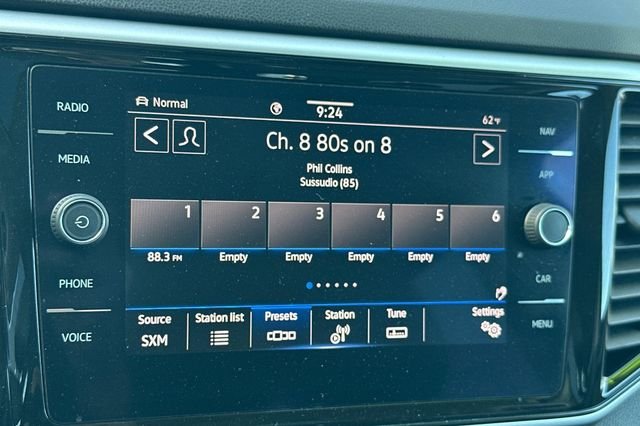 RADIO
MEDIA
PHONE
VOICE
Normal
9:24
62°F
Ch. 8 80s on 8
Phil Collins
Sussudio (85)
1 2 3 4 5 6
88.3 FM Empty Empty Empty Empty Empty
Source Station list Presets Station Tune Settings
SXM
NAV
APP
CAR
MENU